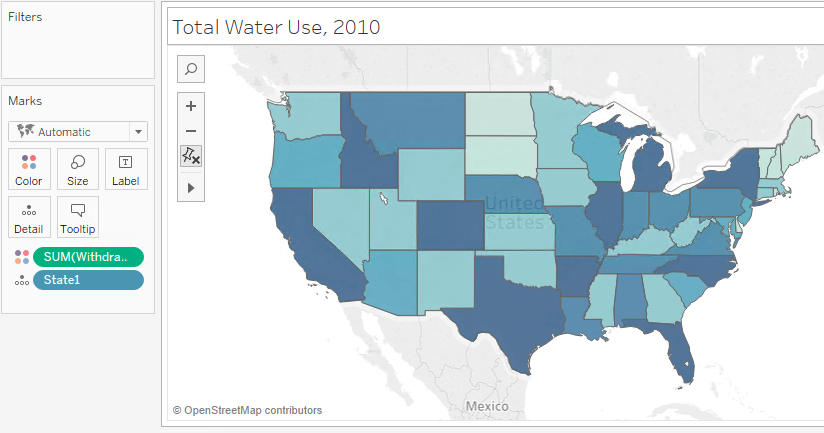 Filters
Marks
Automatic
Color
Size
T
Label
Detail
Tooltip
SUM(Withdra..
State1
Total Water Use, 2010
+
−
United
States
Mexico
© OpenStreetMap contributors